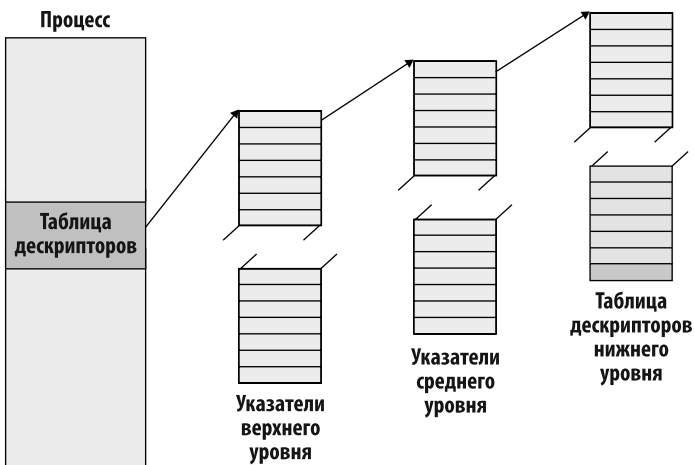 Процесс
Таблица
дескрипторов
Указатели
верхнего
уровня
Указатели
среднего
уровня
Таблица
дескрипторов
нижнего
уровня